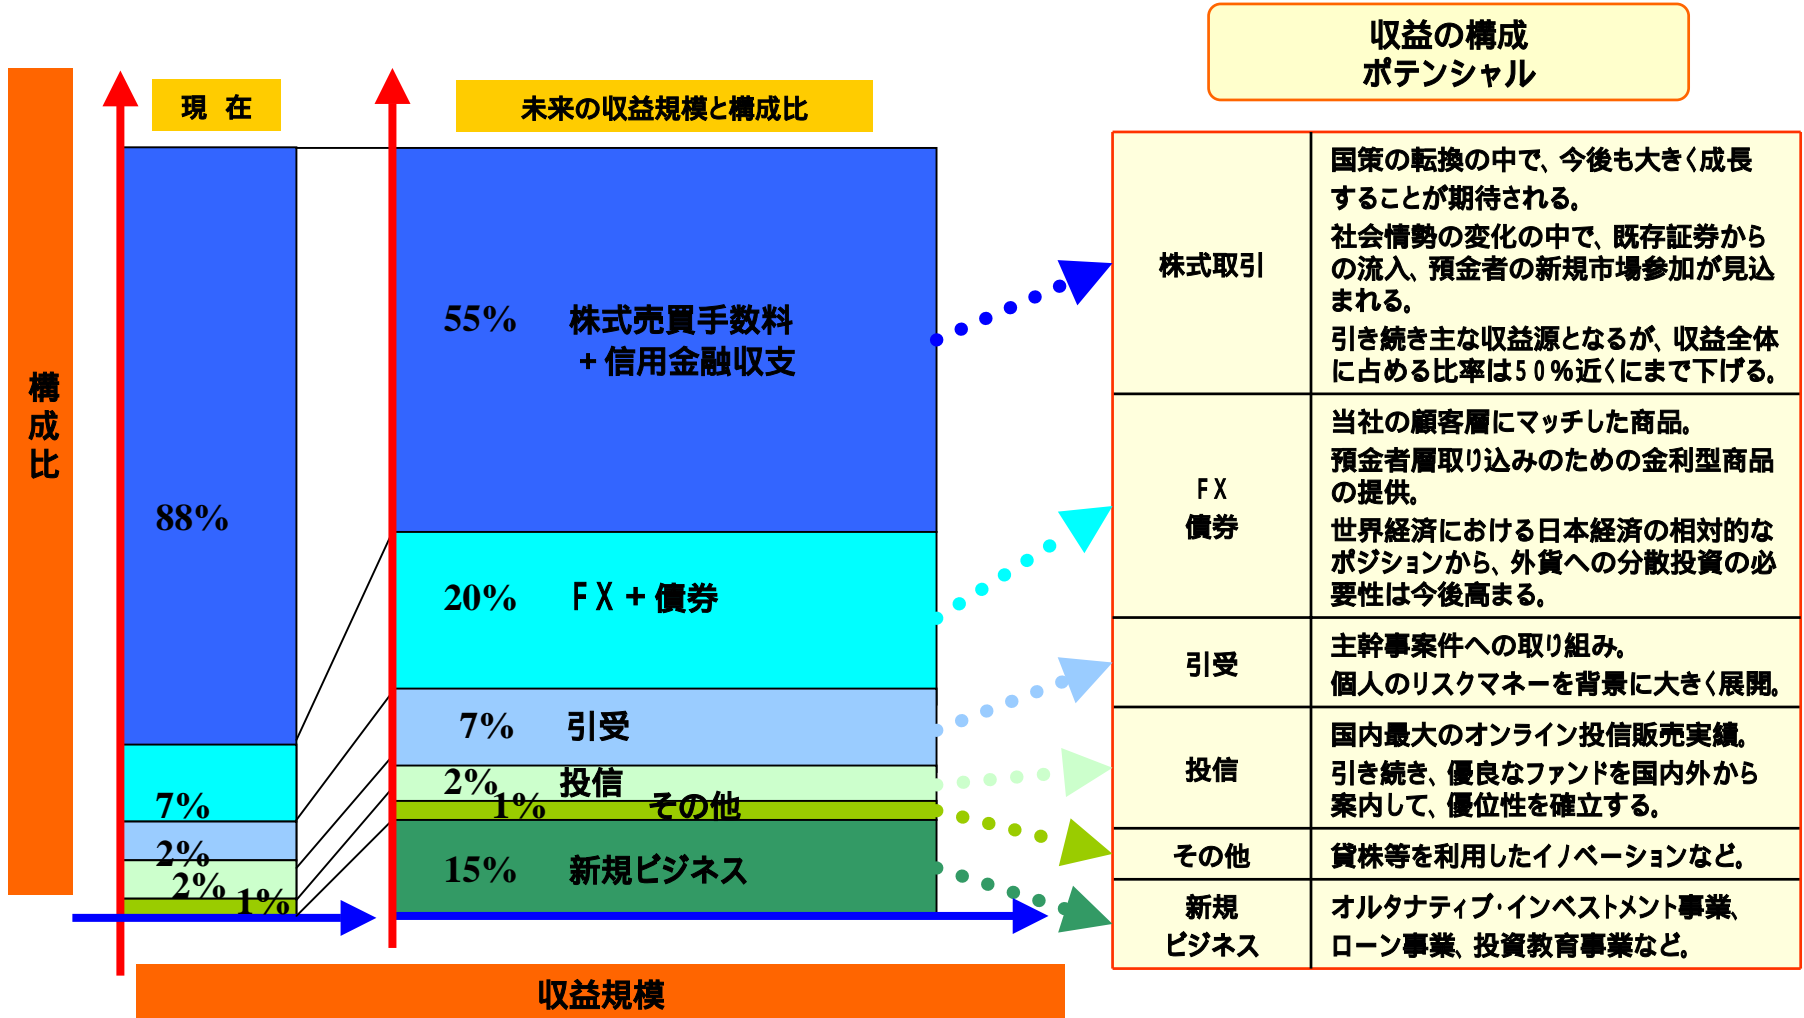 収益の構成
ポテンシャル
現 在
未来の収益規模と構成比
構
成
比
88%
7%
2%
2%
1%
55% 株式売買手数料
+信用金融収支
20% FX+債券
7% 引受
2% 投信
1% その他
15% 新規ビジネス
収益規模
株式取引
国策の転換の中で、今後も大きく成長
することが期待される。
社会情勢の変化の中で、既存証券から
の流入、預金者の新規市場参加が見込
まれる。
引き続き主な収益源となるが、収益全体
に占める比率は50%近くにまで下げる。
FX
債券
当社の顧客層にマッチした商品。
預金者層取り込みのための金利型商品
の提供。
世界経済における日本経済の相対的な
ポジションから、外貨への分散投資の必
要性は今後高まる。
引受
主幹事案件への取り組み。
個人のリスクマネーを背景に大きく展開。
投信
国内最大のオンライン投信販売実績。
引き続き、優良なファンドを国内外から
案内して、優位性を確立する。
その他
貸株等を利用したイノベーションなど。
新規
ビジネス
オルタナティブ・インベストメント事業、
ローン事業、投資教育事業など。